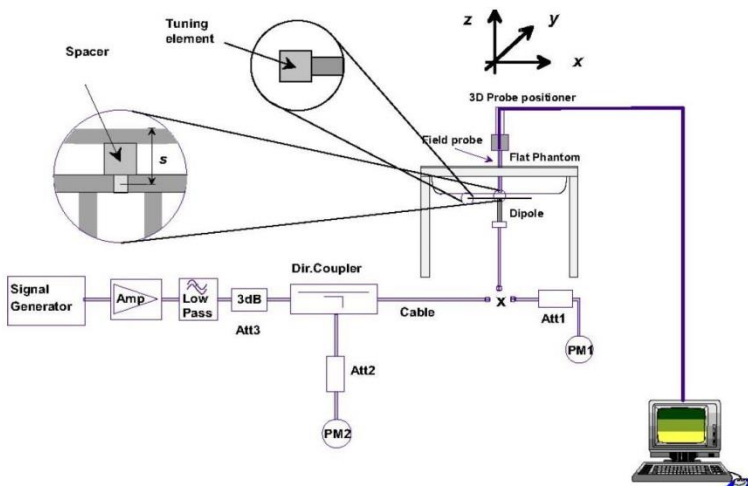 Tuning
element
Spacer
s
z
y
x
3D Probe positioner
Field probe
Flat Phantom
Dipole
Dir.Coupler
Signal
Generator
Amp
Low
Pass
3dB
Att3
Cable
x
Att1
PM1
Att2
PM2